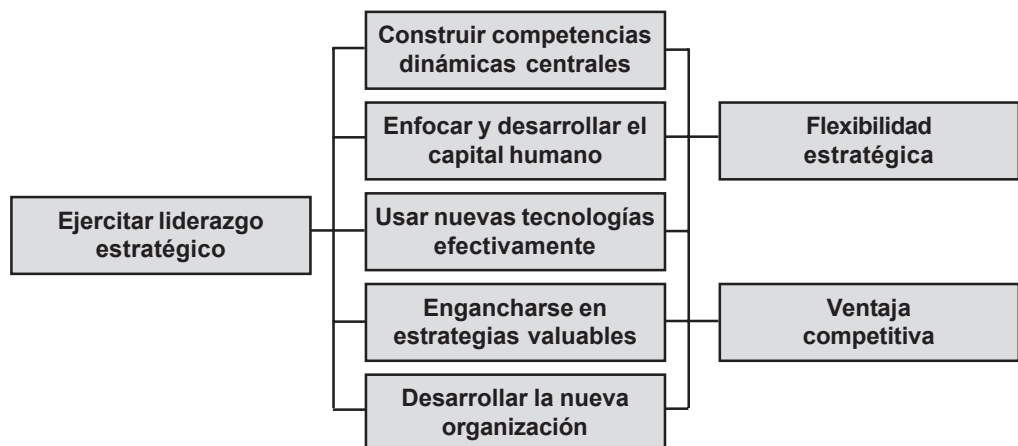 Construir competencias
dinámicas centrales
Enfocar y desarrollar el
capital humano
Flexibilidad
estratégica
Ejercitar liderazgo
estratégico
Usar nuevas tecnologías
efectivamente
Engancharse en
estrategias valuables
Ventaja
competitiva
Desarrollar la nueva
organización